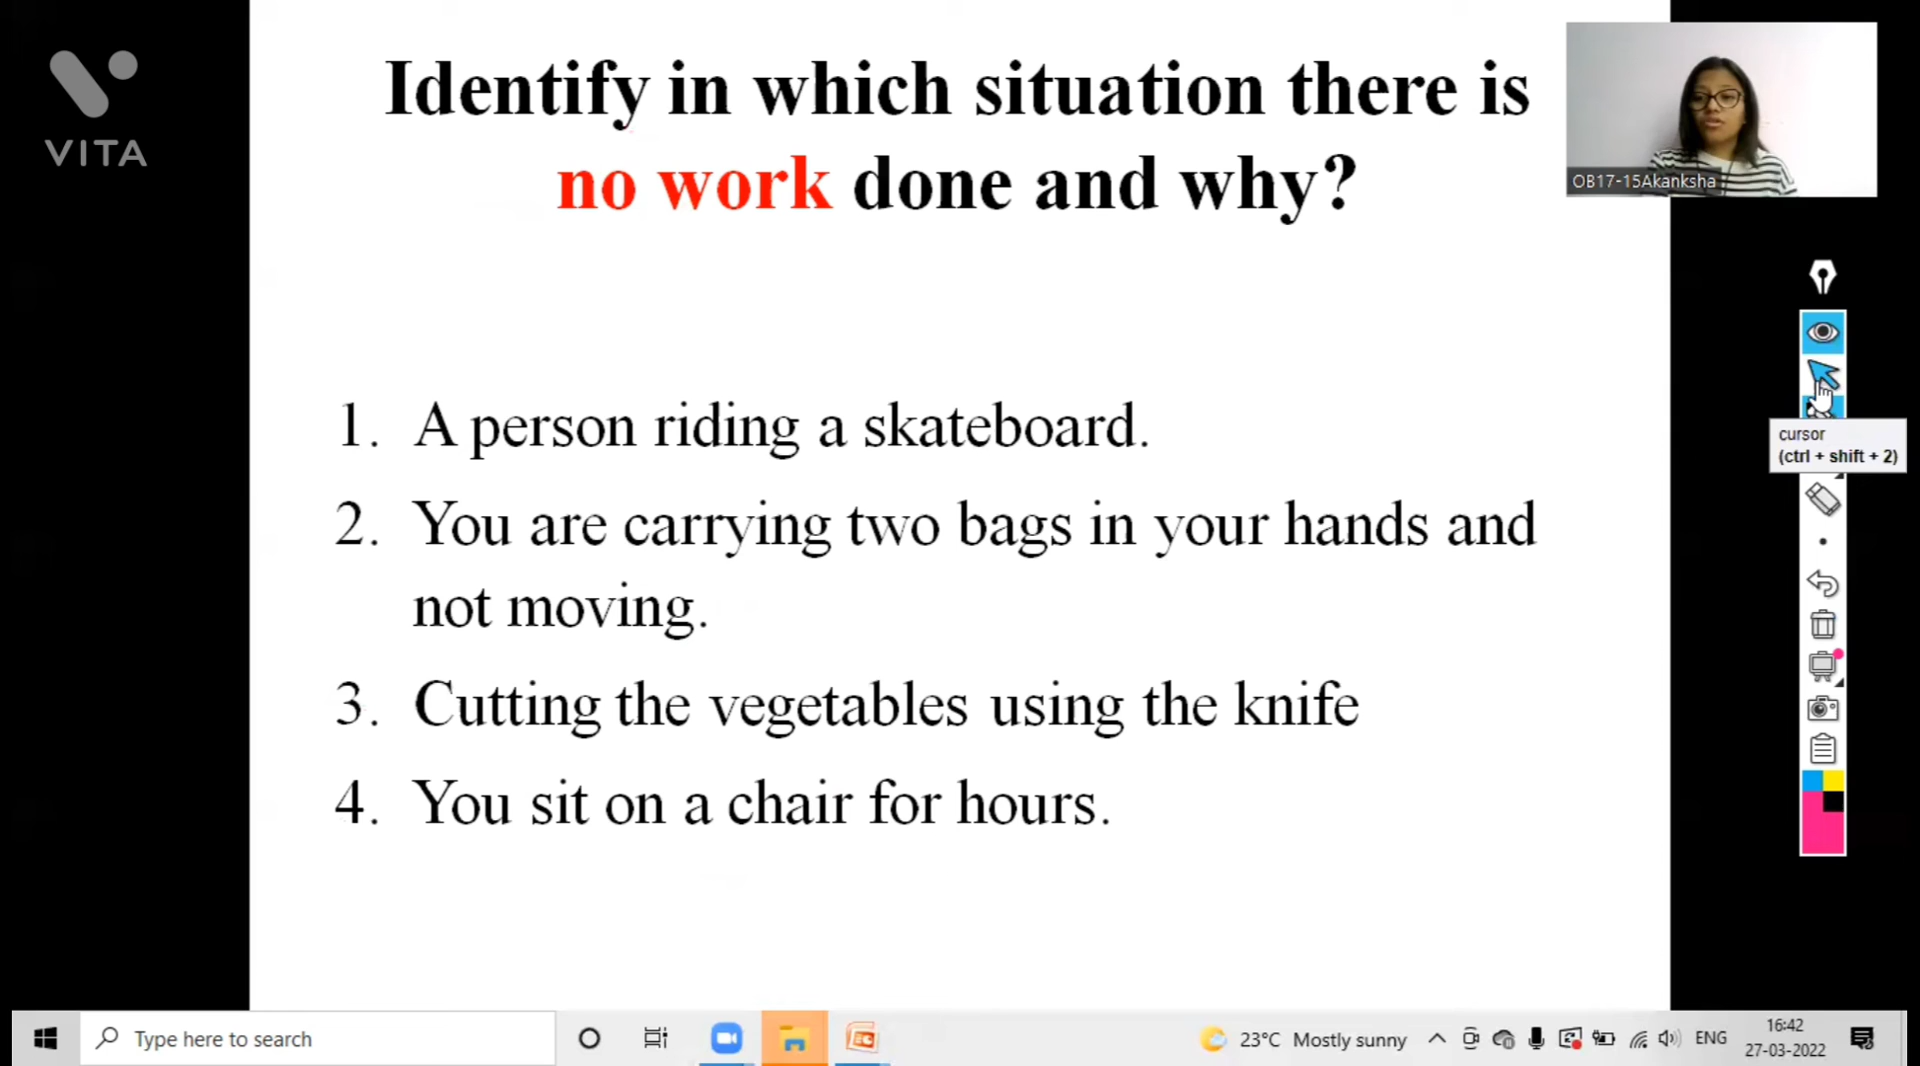 VITA
Identify in which situation there is
no work done and why?
OB17-15Akanksha
cursor
(ctrl + shift + 2)
1. A person riding a skateboard.
2. You are carrying two bags in your hands and
not moving.
3. Cutting the vegetables using the knife
4. You sit on a chair for hours.
Type here to search
23°C Mostly sunny
ENG
16:42
27-03-2022